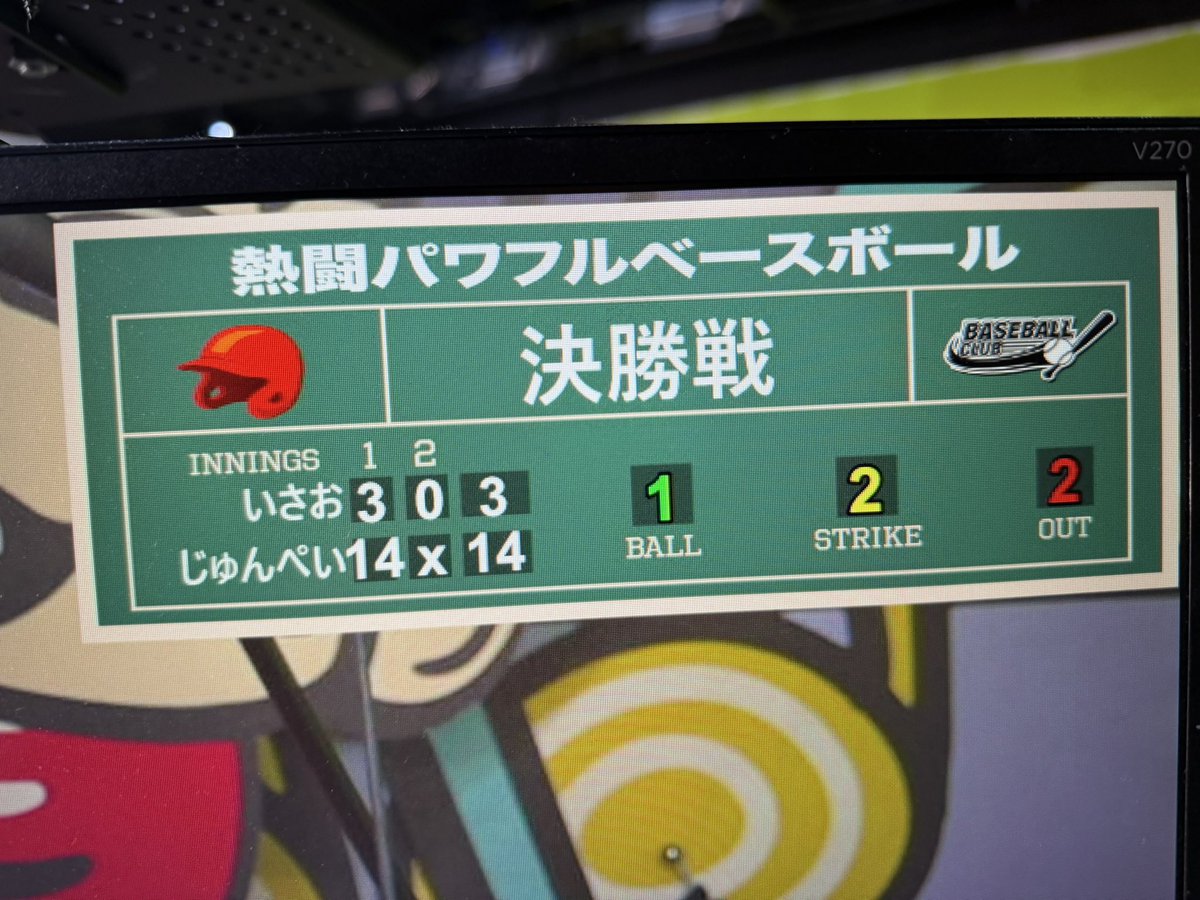 V270
熱闘パワフルベースボール
決勝戦
BASEBALL
CLUB
INNINGS 1 2
いさお 3 0 3
じゅんぺい 14 x 14
1 2 2
BALL STRIKE OUT